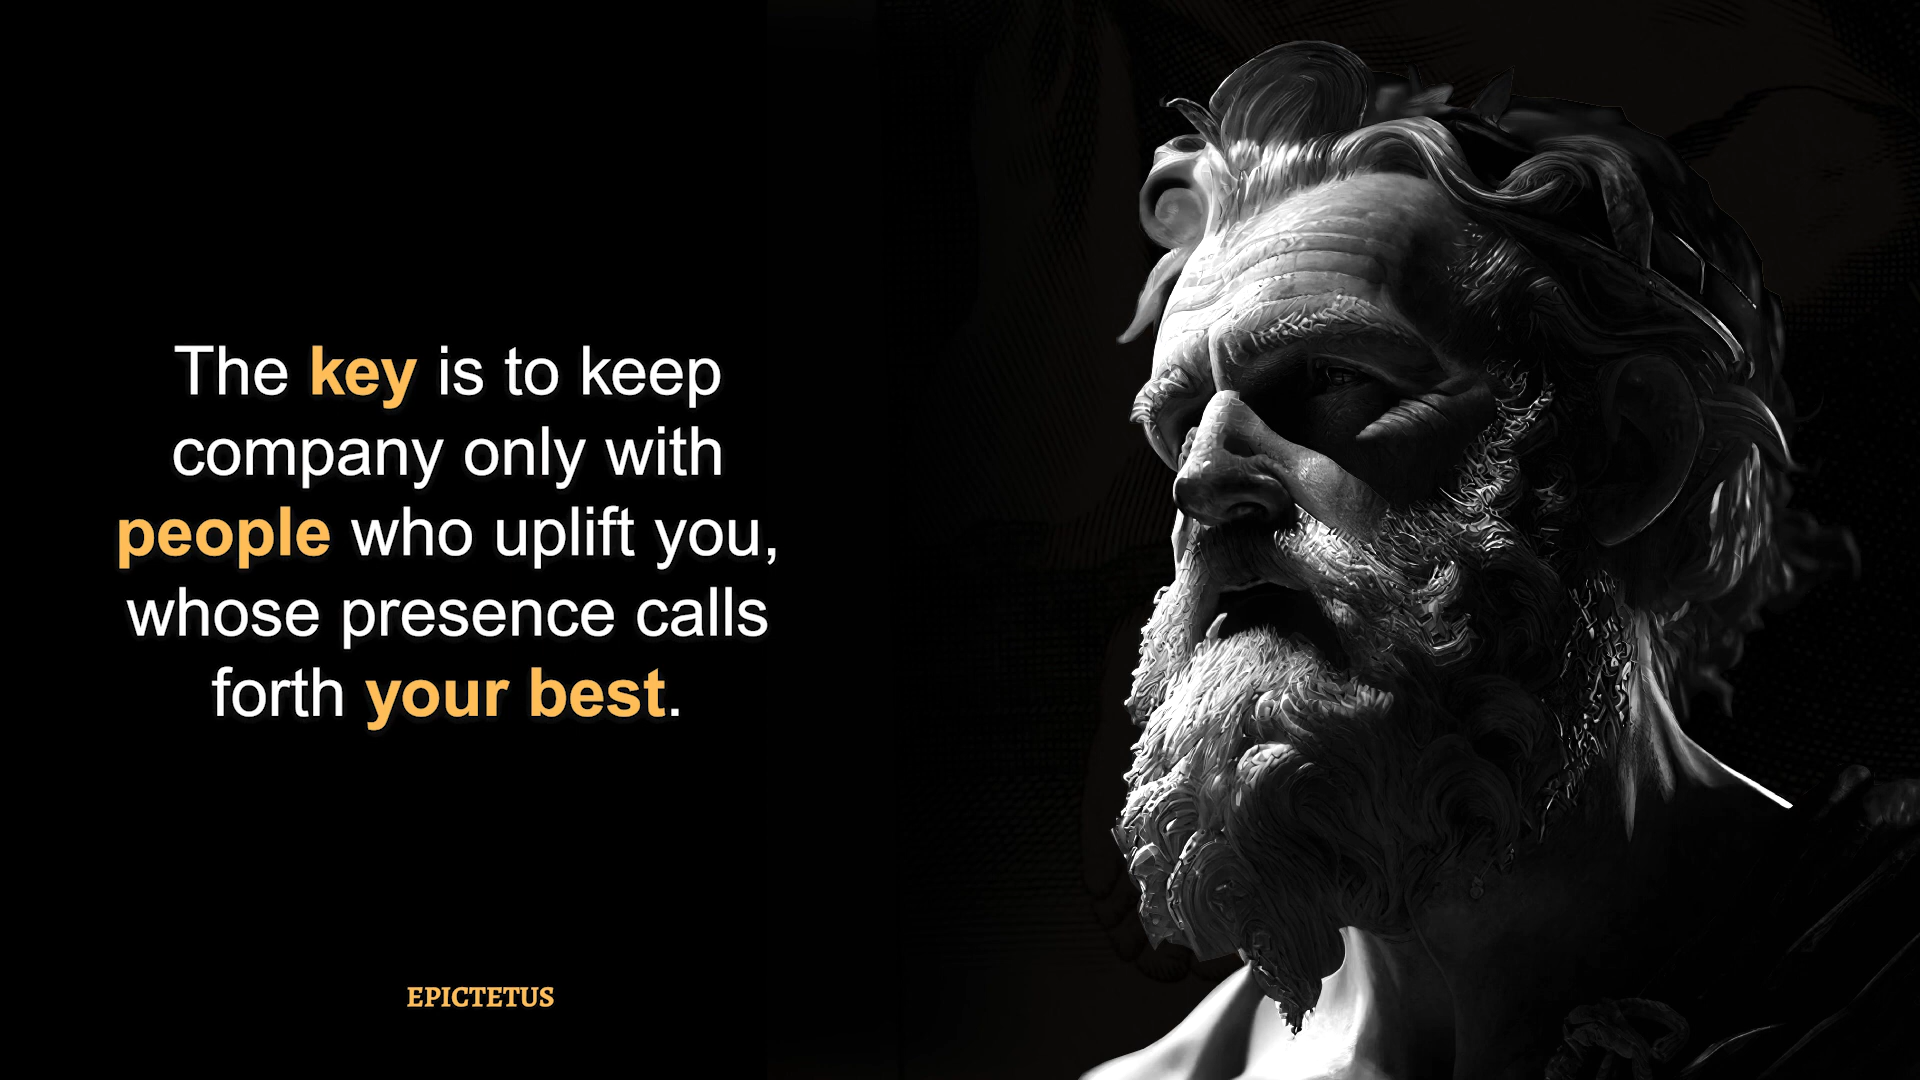 The key is to keep
company only with
people who uplift you,
whose presence calls
forth your best.
EPICTETUS